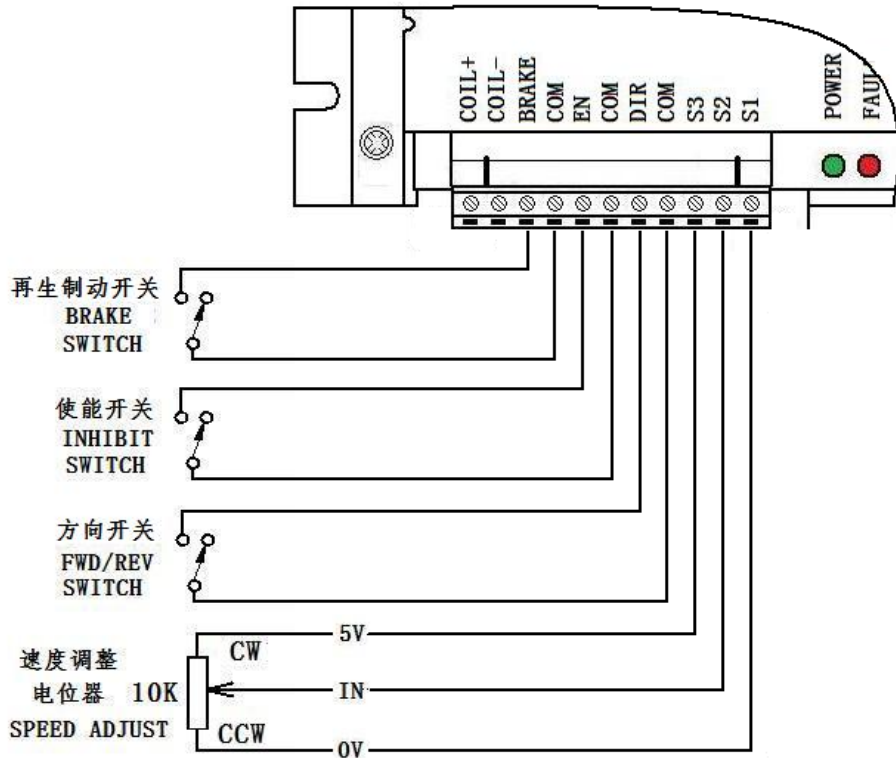 COIL+
COIL-
BRAKE
COM
EN
COM
DIR
COM
S3
S2
S1
POWER
FAUL
再生制动开关
BRAKE
SWITCH
使能开关
INHIBIT
SWITCH
方向开关
FWD/REV
SWITCH
速度调整
电位器 10K
SPEED ADJUST
CW
CCW
5V
IN
0V